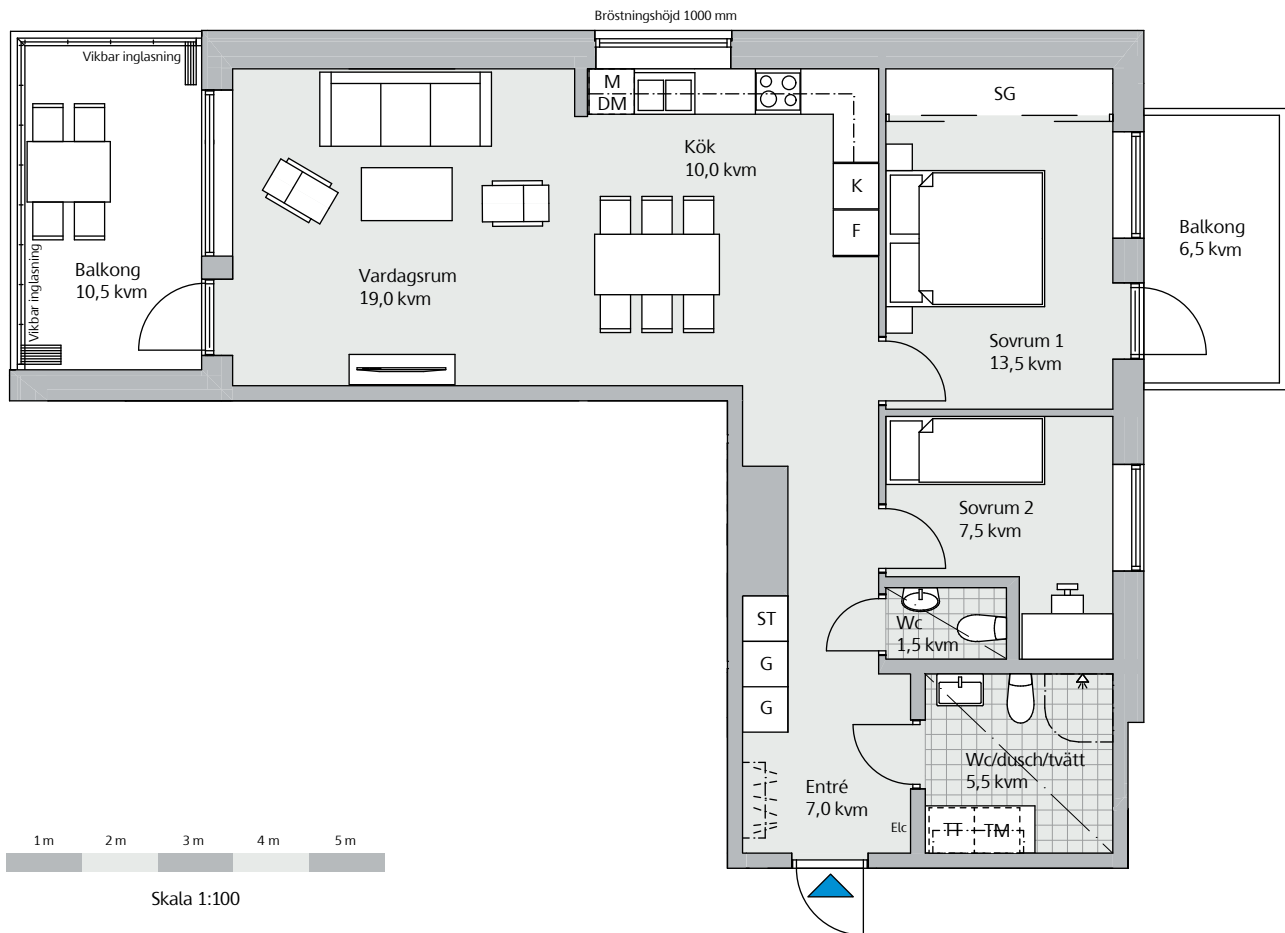 Bröstningshöjd 1000 mm
Vikbar inglasning
Vikbar inglasning
Balkong
10,5 kvm
Vardagsrum
19,0 kvm
M
DM
Kök
10,0 kvm
K
F
SG
Sovrum 1
13,5 kvm
Balkong
6,5 kvm
Sovrum 2
7,5 kvm
Wc
1,5 kvm
ST
G
G
Wc/dusch/tvätt
5,5 kvm
Entré
7,0 kvm
Elc
TT
TM
1 m
2 m
3 m
4 m
5 m
Skala 1:100